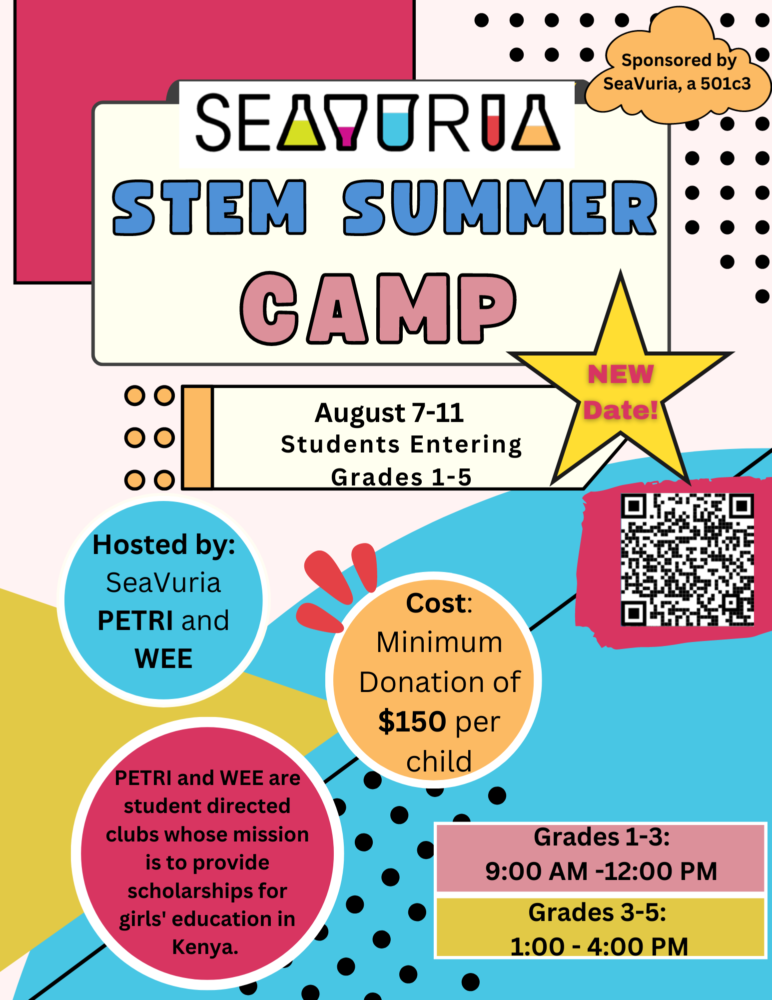 Sponsored by
SeaVuria, a 501c3
SEAVURIA
STEM SUMMER
CAMP
NEW
Date!
August 7-11
Students Entering
Grades 1-5
Hosted by:
SeaVuria
PETRI and
WEE
Cost:
Minimum
Donation of
$150 per
child
PETRI and WEE are
student directed
clubs whose mission
is to provide
scholarships for
girls' education in
Kenya.
Grades 1-3:
9:00 AM -12:00 PM
Grades 3-5:
1:00 - 4:00 PM